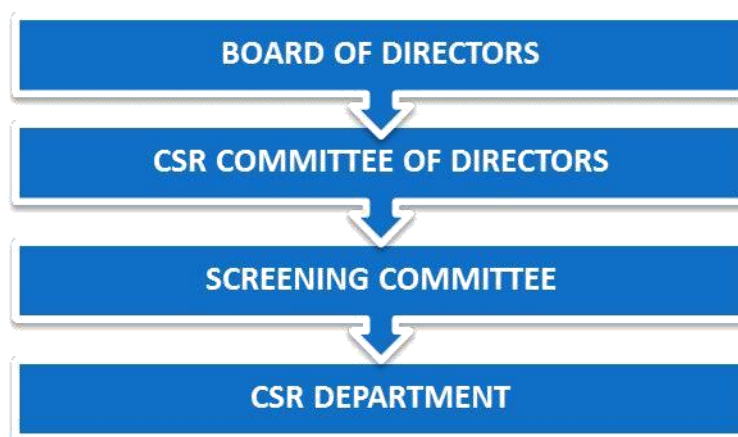 BOARD OF DIRECTORS
CSR COMMITTEE OF DIRECTORS
SCREENING COMMITTEE
CSR DEPARTMENT